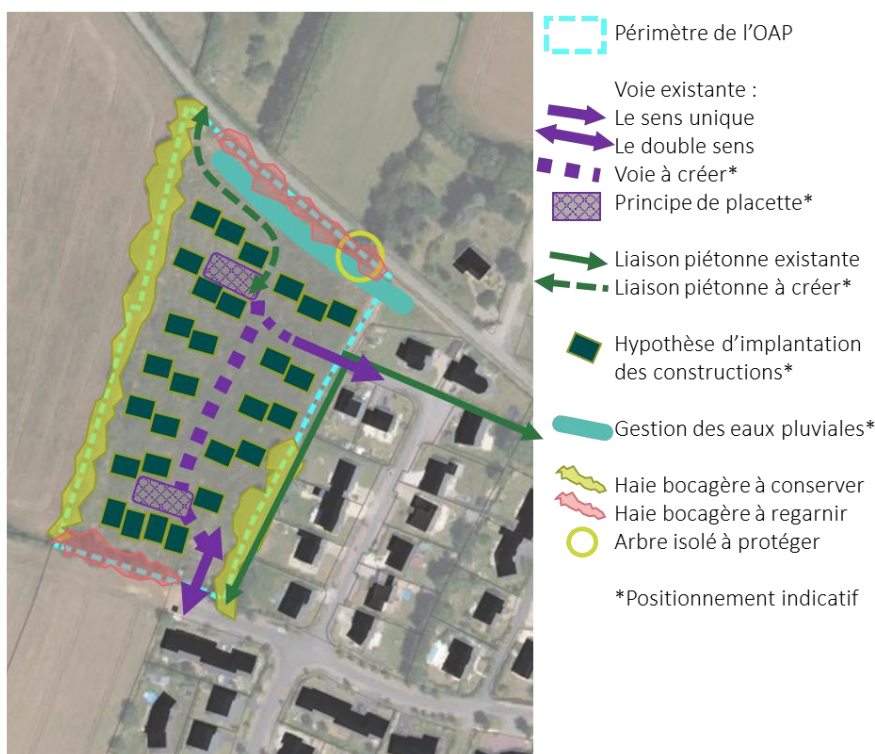 Périmètre de l'OAP
Voie existante :
Le sens unique
Le double sens
Voie à créer*
Principe de placette*
Liaison piétonne existante
Liaison piétonne à créer*
Hypothèse d'implantation
des constructions*
Gestion des eaux pluviales*
Haie bocagère à conserver
Haie bocagère à regarnir
Arbre isolé à protéger
*Positionnement indicatif